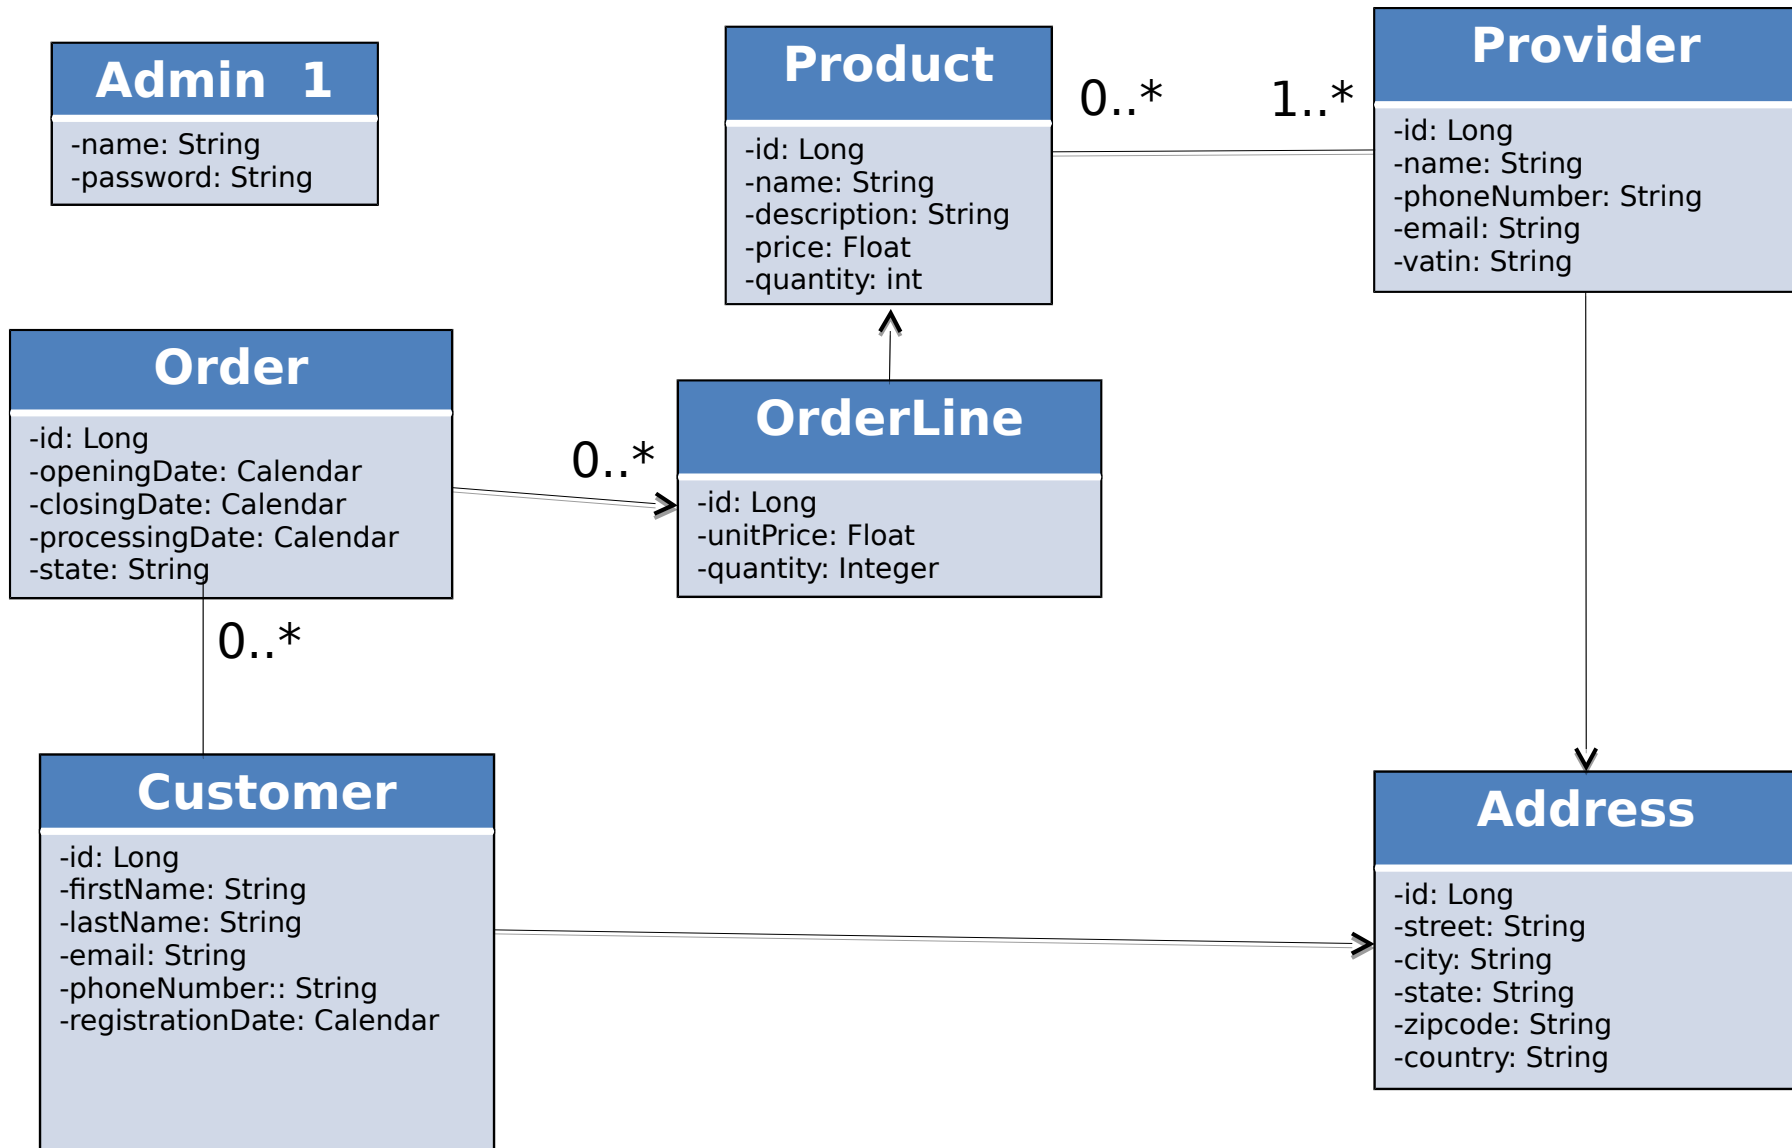 Admin 1
-name: String
-password: String
Product
-id: Long
-name: String
-description: String
-price: Float
-quantity: int
0..*
1..*
Provider
-id: Long
-name: String
-phoneNumber: String
-email: String
-vatin: String
Order
-id: Long
-openingDate: Calendar
-closingDate: Calendar
-processingDate: Calendar
-state: String
0..*
OrderLine
-id: Long
-unitPrice: Float
-quantity: Integer
0..*
Customer
-id: Long
-firstName: String
-lastName: String
-email: String
-phoneNumber:: String
-registrationDate: Calendar
Address
-id: Long
-street: String
-city: String
-state: String
-zipcode: String
-country: String